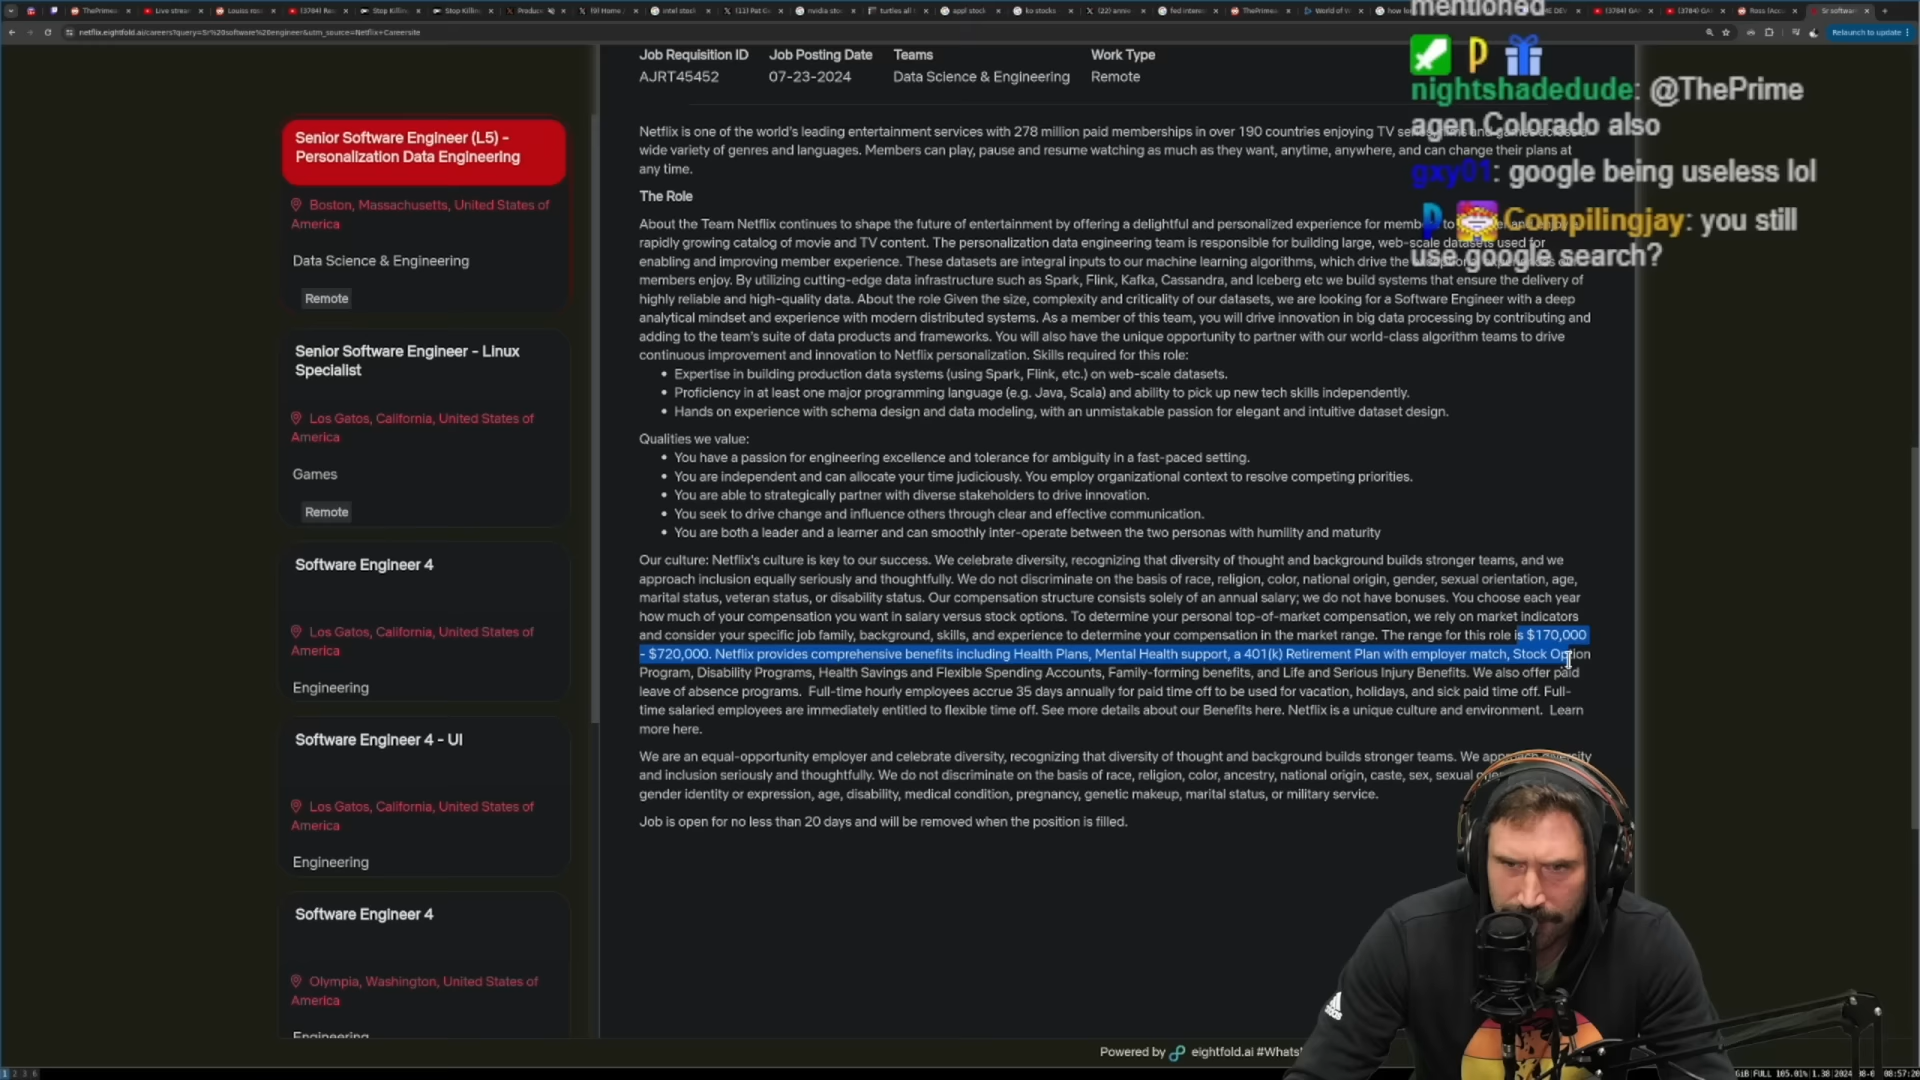 netflix.eightfold.ai/careers?query=Sr%20software%20engineer&utm_source=Netflix+Careersite
Relaunch to update
Job Requisition ID
AJRT45452
Job Posting Date
07-23-2024
Teams
Data Science & Engineering
Work Type
Remote
Senior Software Engineer (L5) -
Personalization Data Engineering
Boston, Massachusetts, United States of
America
Data Science & Engineering
Remote
Senior Software Engineer - Linux
Specialist
Los Gatos, California, United States of
America
Games
Remote
Software Engineer 4
Los Gatos, California, United States of
America
Engineering
Software Engineer 4 - UI
Los Gatos, California, United States of
America
Engineering
Software Engineer 4
Olympia, Washington, United States of
America
Engineering
Netflix is one of the world's leading entertainment services with 278 million paid memberships in over 190 countries enjoying TV
wide variety of genres and languages. Members can play, pause and resume watching as much as they want, anytime, anywhere, and can change their plans at
any time.
The Role
About the Team Netflix continues to shape the future of entertainment by offering a delightful and personalized experience for
rapidly growing catalog of movie and TV content. The personalization data engineering team is responsible for building large, web-scale datasets used for
enabling and improving member experience. These datasets are integral inputs to our machine learning algorithms, which drive the
members enjoy. By utilizing cutting-edge data infrastructure such as Spark, Flink, Kafka, Cassandra, and Iceberg etc we build systems that ensure the delivery of
highly reliable and high-quality data. About the role Given the size, complexity and criticality of our datasets, we are looking for a Software Engineer with a deep
analytical mindset and experience with modern distributed systems. As a member of this team, you will drive innovation in big data processing by contributing and
adding to the team's suite of data products and frameworks. You will also have the unique opportunity to partner with our world-class algorithm teams to drive
continuous improvement and innovation to Netflix personalization. Skills required for this role:
• Expertise in building production data systems (using Spark, Flink, etc.) on web-scale datasets.
• Proficiency in at least one major programming language (e.g. Java, Scala) and ability to pick up new tech skills independently.
• Hands on experience with schema design and data modeling, with an unmistakable passion for elegant and intuitive dataset design.
Qualities we value:
• You have a passion for engineering excellence and tolerance for ambiguity in a fast-paced setting.
• You are independent and can allocate your time judiciously. You employ organizational context to resolve competing priorities.
• You are able to strategically partner with diverse stakeholders to drive innovation.
• You seek to drive change and influence others through clear and effective communication.
• You are both a leader and a learner and can smoothly inter-operate between the two personas with humility and maturity
Our culture: Netflix's culture is key to our success. We celebrate diversity, recognizing that diversity of thought and background builds stronger teams, and we
approach inclusion equally seriously and thoughtfully. We do not discriminate on the basis of race, religion, color, national origin, gender, sexual orientation, age,
marital status, veteran status, or disability status. Our compensation structure consists solely of an annual salary; we do not have bonuses. You choose each year
how much of your compensation you want in salary versus stock options. To determine your personal top-of-market compensation, we rely on market indicators
and consider your specific job family, background, skills, and experience to determine your compensation in the market range. The range for this role is $170,000
- $720,000. Netflix provides comprehensive benefits including Health Plans, Mental Health support, a 401(k) Retirement Plan with employer match, Stock Option
Program, Disability Programs, Health Savings and Flexible Spending Accounts, Family-forming benefits, and Life and Serious Injury Benefits. We also offer paid
leave of absence programs. Full-time hourly employees accrue 35 days annually for paid time off to be used for vacation, holidays, and sick paid time off. Full-
time salaried employees are immediately entitled to flexible time off. See more details about our Benefits here. Netflix is a unique culture and environment. Learn
more here.
We are an equal-opportunity employer and celebrate diversity, recognizing that diversity of thought and background builds stronger teams. We approach diversity
and inclusion seriously and thoughtfully. We do not discriminate on the basis of race, religion, color, ancestry, national origin, caste, sex, sexual
gender identity or expression, age, disability, medical condition, pregnancy, genetic makeup, marital status, or military service.
Job is open for no less than 20 days and will be removed when the position is filled.
Powered by eightfold.ai #Whats
mentioned
nightshadedude: @ThePrime
agen Colorado also
gxy01: google being useless lol
Compilingjay: you still
use google search?
adidas